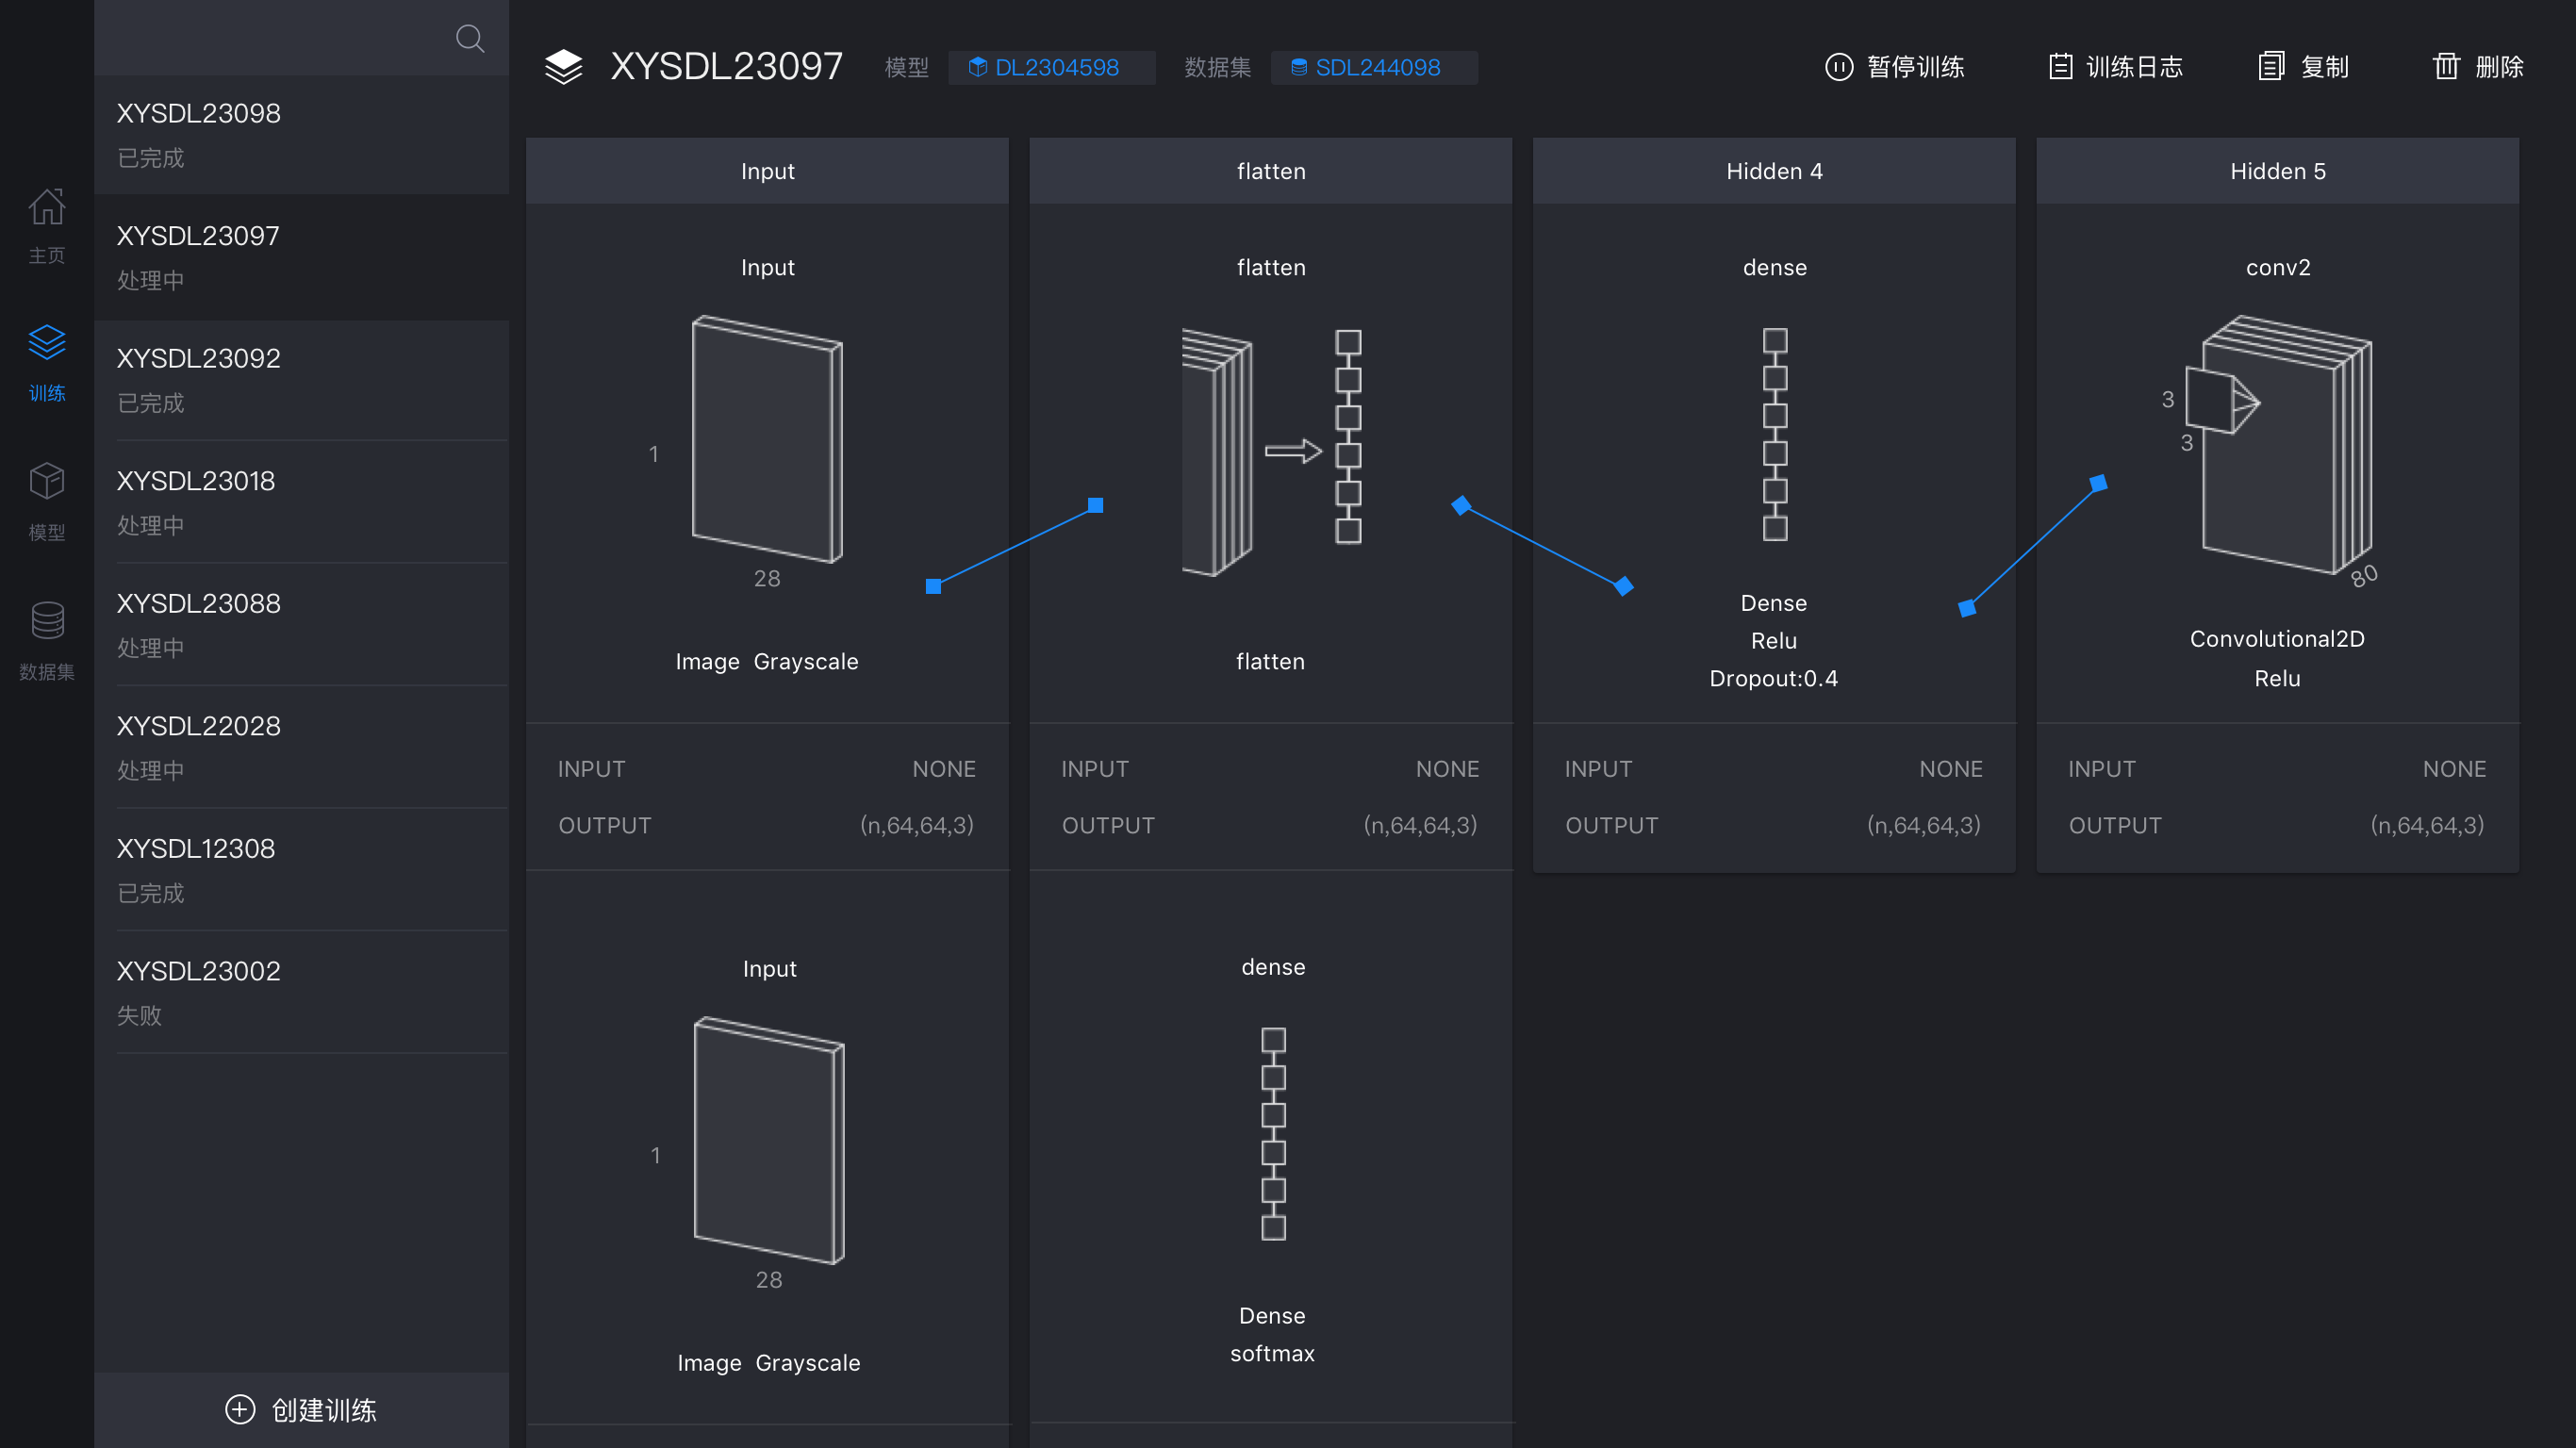 主页
训练
模型
数据集
XYSDL23098
已完成
XYSDL23097
处理中
XYSDL23092
已完成
XYSDL23018
处理中
XYSDL23088
处理中
XYSDL22028
处理中
XYSDL12308
已完成
XYSDL23002
失败
创建训练
XYSDL23097 模型 DL2304598 数据集 SDL244098 暂停训练 训练日志 复制 删除
Input
Input
1
28
Image Grayscale
INPUT NONE
OUTPUT (n,64,64,3)
Input
1
28
Image Grayscale
flatten
flatten
flatten
INPUT NONE
OUTPUT (n,64,64,3)
dense
Dense
softmax
Hidden 4
dense
Dense
Relu
Dropout:0.4
INPUT NONE
OUTPUT (n,64,64,3)
Hidden 5
conv2
3
3
80
Convolutional2D
Relu
INPUT NONE
OUTPUT (n,64,64,3)